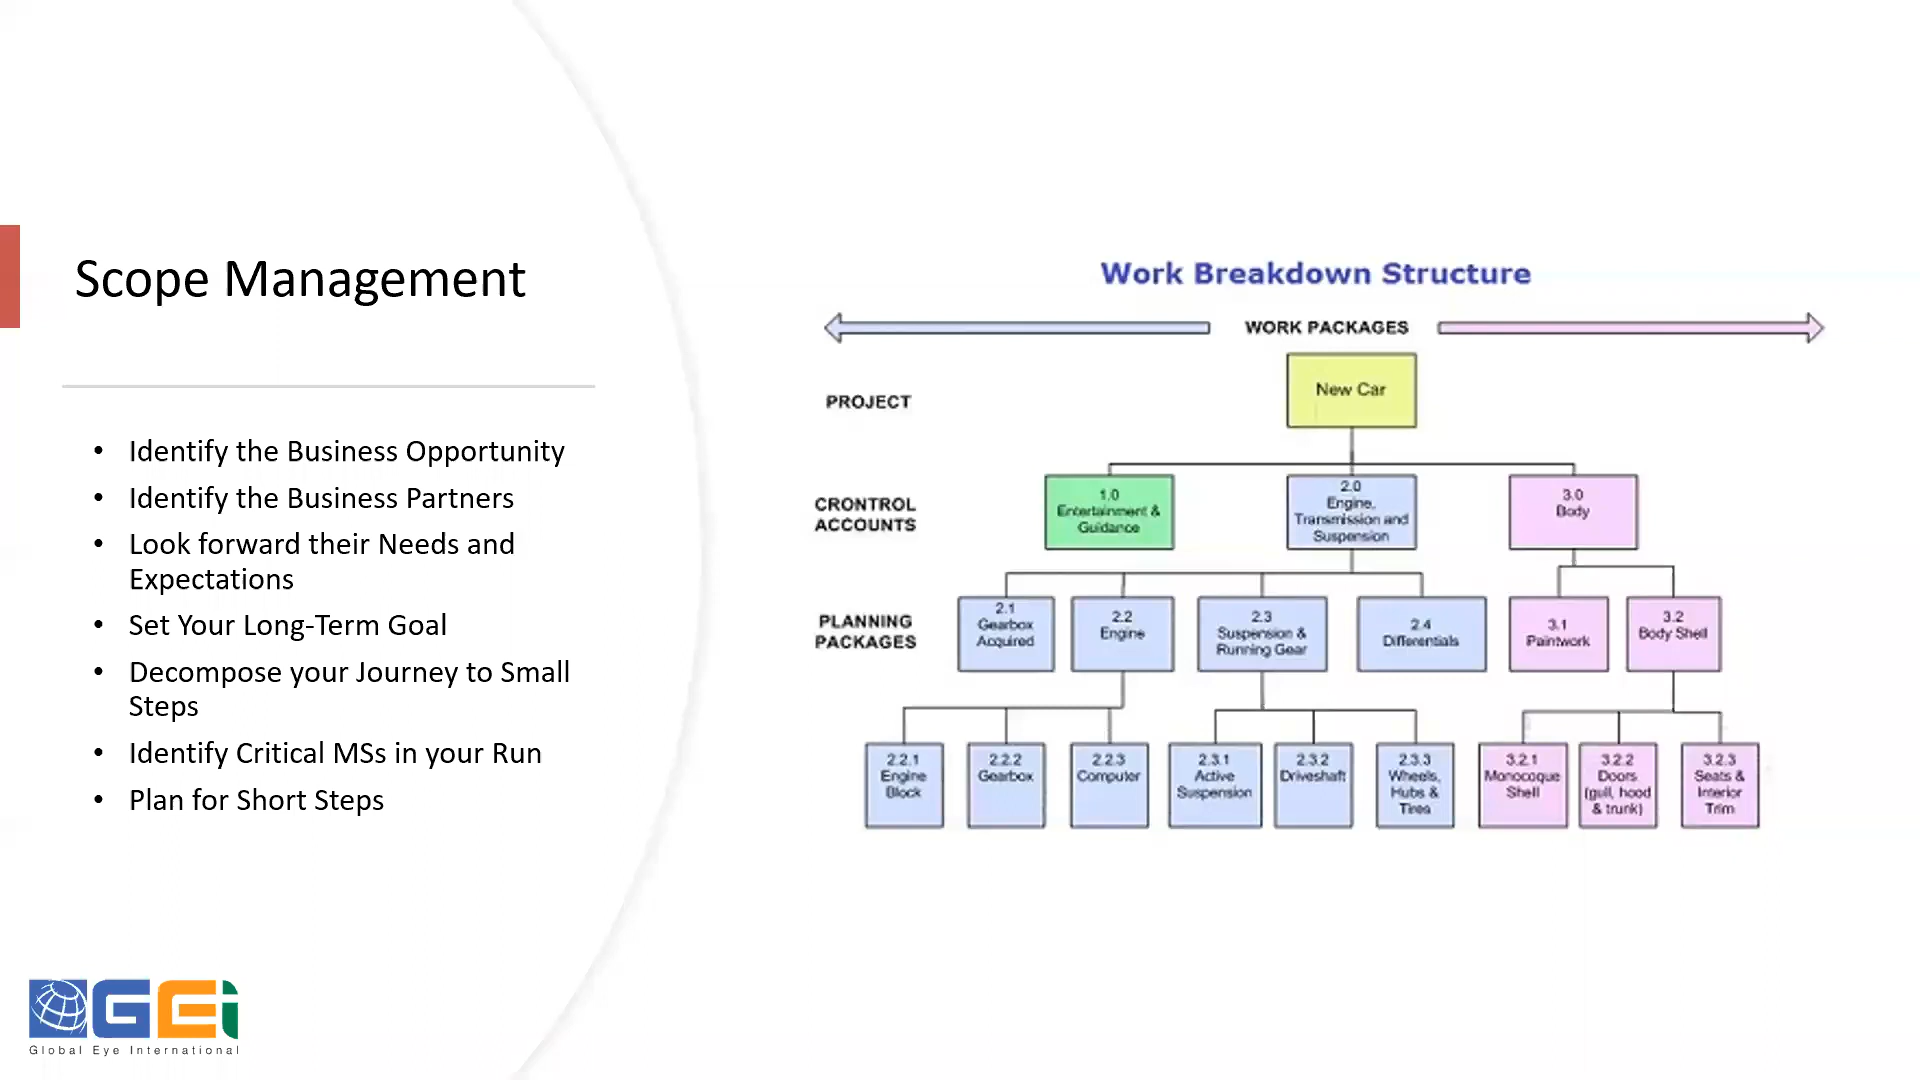 Scope Management
• Identify the Business Opportunity
• Identify the Business Partners
• Look forward their Needs and
Expectations
• Set Your Long-Term Goal
• Decompose your Journey to Small
Steps
• Identify Critical MSs in your Run
• Plan for Short Steps
GEi
Global Eye International
Work Breakdown Structure
WORK PACKAGES
PROJECT
New Car
CRONTROL
ACCOUNTS
1.0
Entertainment &
Guidance
2.0
Engine,
Transmission and
Suspension
3.0
Body
PLANNING
PACKAGES
2.1
Gearbox
Acquired
2.2
Engine
2.3
Suspension &
Running Gear
2.4
Differentials
3.1
Paintwork
3.2
Body Shell
2.2.1
Engine
Block
2.2.2
Gearbox
2.2.3
Computer
2.3.1
Active
Suspension
2.3.2
Driveshaft
2.3.3
Wheels,
Hubs &
Tires
3.2.1
Monocoque
Shell
3.2.2
Doors
(gull, hood
& trunk)
3.2.3
Seats &
Interior
Trim